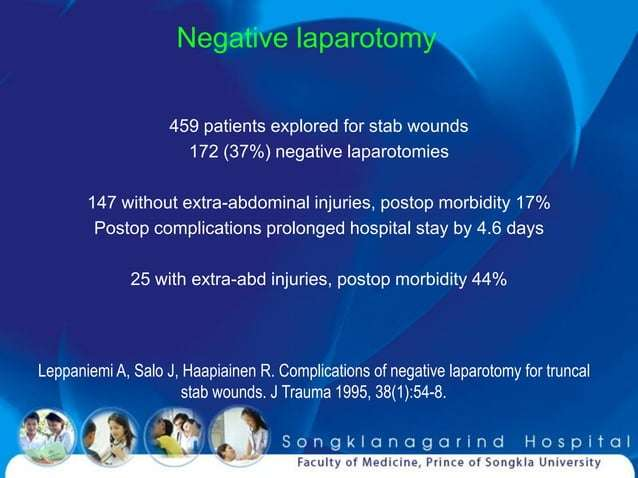 Negative laparotomy
459 patients explored for stab wounds
172 (37%) negative laparotomies
147 without extra-abdominal injuries, postop morbidity 17%
Postop complications prolonged hospital stay by 4.6 days
25 with extra-abd injuries, postop morbidity 44%
Leppaniemi A, Salo J, Haapiainen R. Complications of negative laparotomy for truncal
stab wounds. J Trauma 1995, 38(1):54-8.
Songklanagarind Hospital
Faculty of Medicine, Prince of Songkla University